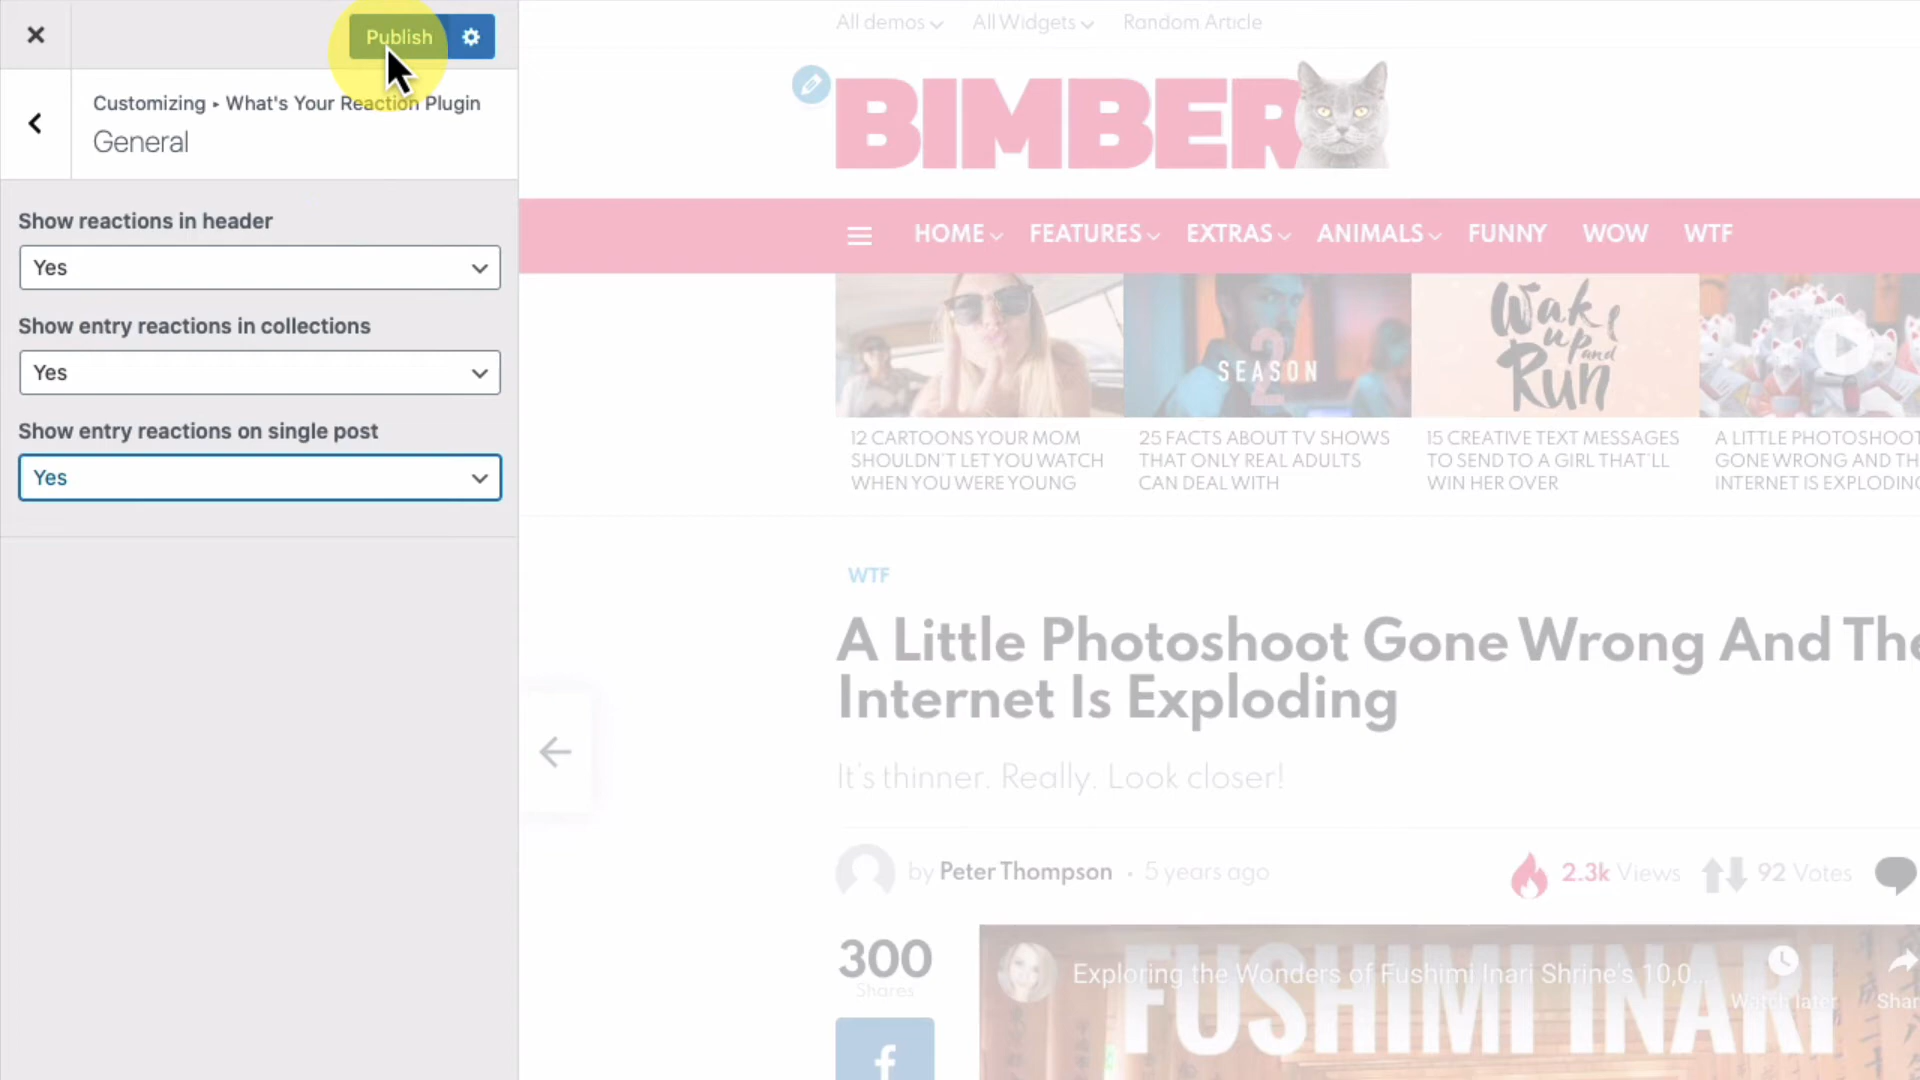 Publish
Customizing ▸ What's Your Reaction Plugin
General
Show reactions in header
Yes
Show entry reactions in collections
Yes
Show entry reactions on single post
Yes
All demos
All Widgets
Random Article
BIMBER
HOME
FEATURES
EXTRAS
ANIMALS
FUNNY
WOW
WTF
2
SEASON
Wake
up and
Run
12 CARTOONS YOUR MOM
SHOULDN'T LET YOU WATCH
WHEN YOU WERE YOUNG
25 FACTS ABOUT TV SHOWS
THAT ONLY REAL ADULTS
CAN DEAL WITH
15 CREATIVE TEXT MESSAGES
TO SEND TO A GIRL THAT'LL
WIN HER OVER
A LITTLE PHOTOSHOOT
GONE WRONG AND TH
INTERNET IS EXPLODING
WTF
A Little Photoshoot Gone Wrong And The
Internet Is Exploding
It's thinner. Really. Look closer!
by Peter Thompson · 5 years ago
2.3k Views
92 Votes
300
Shares
Exploring the Wonders of Fushimi Inari Shrine's 10,0...
Watch later
Shar
FUSHIMI INARI